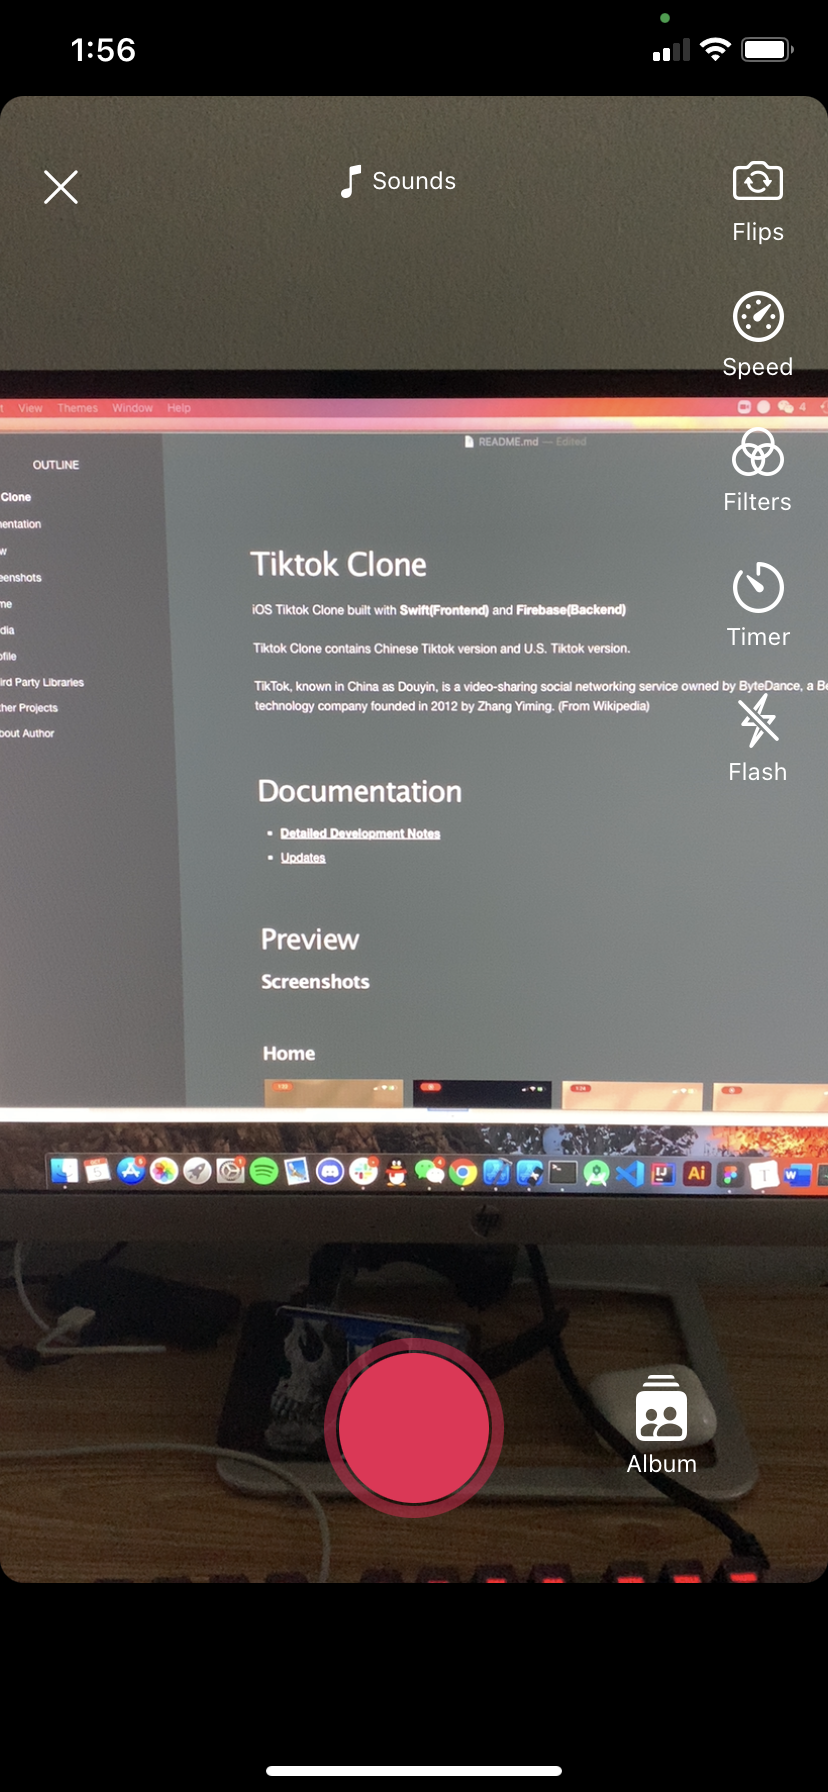 1:56
Sounds
Flips
Speed
Filters
Timer
Flash
View Themes Window Help
4
README.md — Edited
OUTLINE
Clone
eenshots
dia
ird Party Libraries
her Projects
bout Author
Tiktok Clone
iOS Tiktok Clone built with Swift(Frontend) and Firebase(Backend)
Tiktok Clone contains Chinese Tiktok version and U.S. Tiktok version.
TikTok, known in China as Douyin, is a video-sharing social networking service owned by ByteDance, a Be
technology company founded in 2012 by Zhang Yiming. (From Wikipedia)
Documentation
Detailed Development Notes
Updates
Preview
Screenshots
Home
IJ
Ai
W
Album